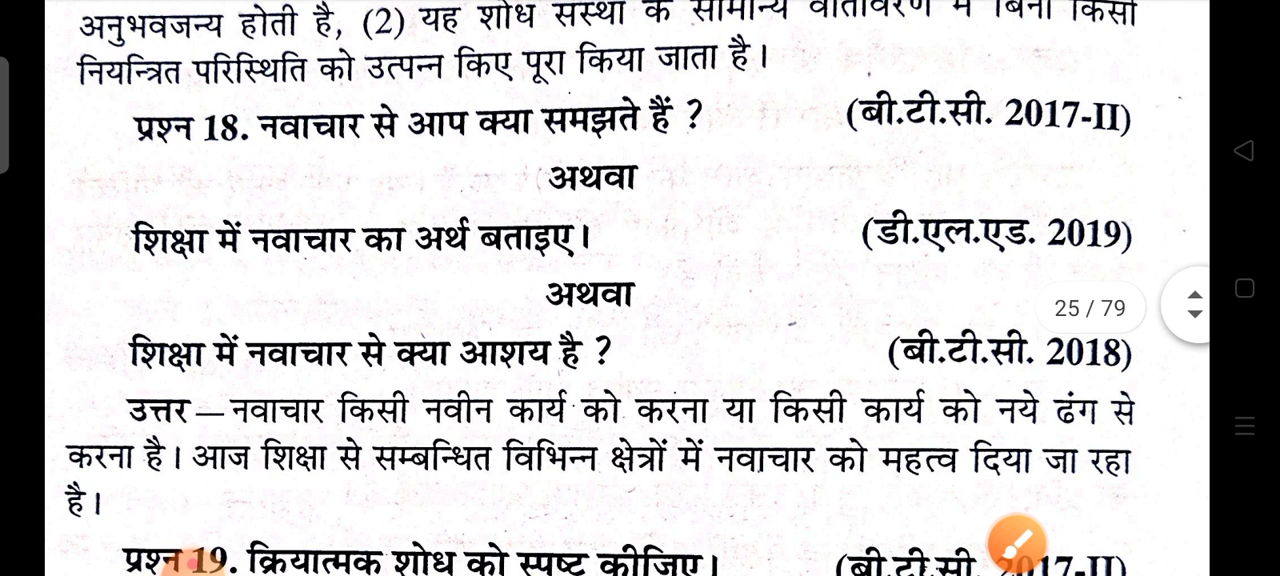 अनुभवजन्य होती है, (2) यह शोध संस्था के सामान्य वातावरण में बिना किसी
नियन्त्रित परिस्थिति को उत्पन्न किए पूरा किया जाता है।
प्रश्न 18. नवाचार से आप क्या समझते हैं ? (बी.टी.सी. 2017-II)
अथवा
शिक्षा में नवाचार का अर्थ बताइए। (डी.एल.एड. 2019)
अथवा
25 / 79
शिक्षा में नवाचार से क्या आशय है ? (बी.टी.सी. 2018)
उत्तर — नवाचार किसी नवीन कार्य को करना या किसी कार्य को नये ढंग से
करना है। आज शिक्षा से सम्बन्धित विभिन्न क्षेत्रों में नवाचार को महत्व दिया जा रहा
है।
प्रश्न 19. क्रियात्मक शोध को स्पष्ट कीजिए। (बी.टी.सी. 2017-II)